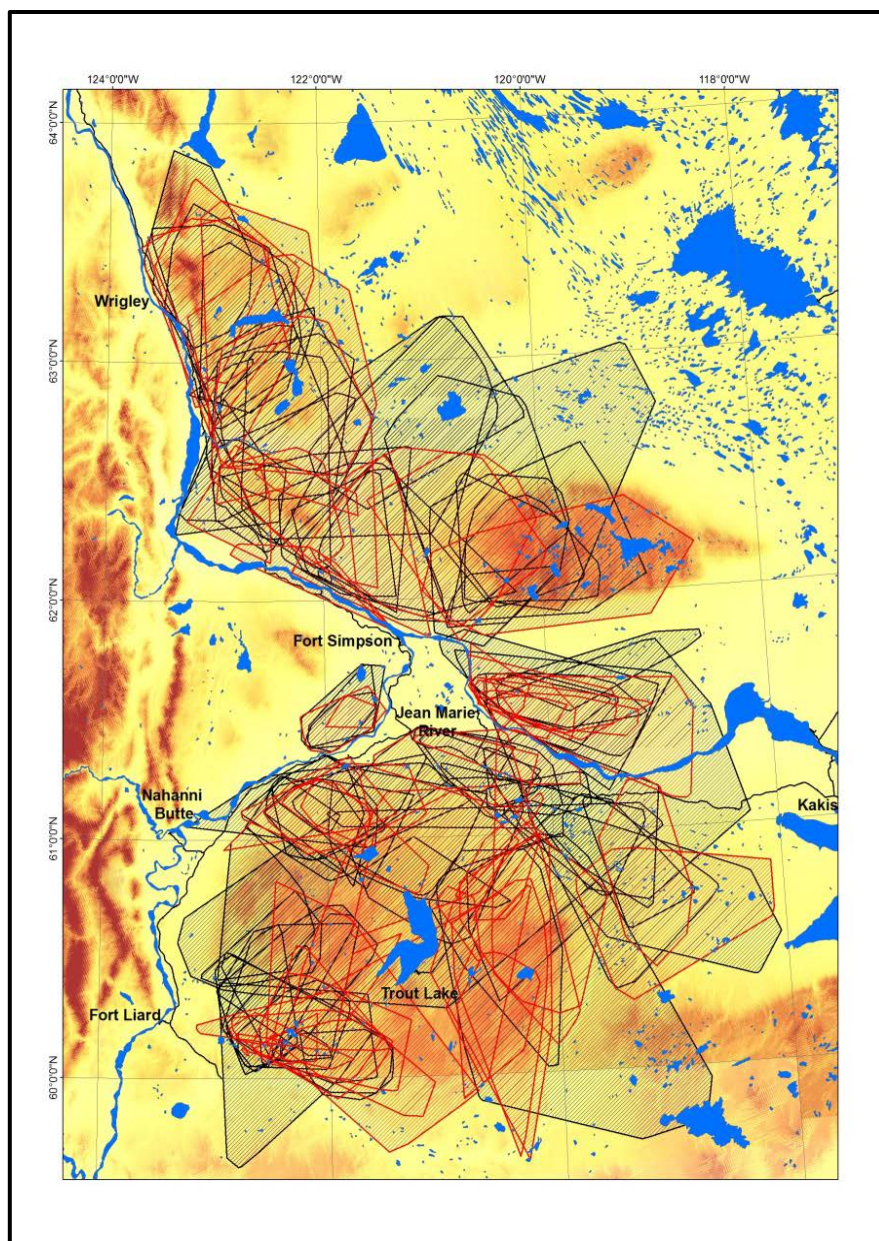 124°0'0"W 122°0'0"W 120°0'0"W 118°0'0"W
64°0'0"N
Wrigley
63°0'0"N
62°0'0"N
Fort Simpson
Jean Marie
River
Nahanni
Butte
Kakis
61°0'0"N
Trout Lake
Fort Liard
60°0'0"N